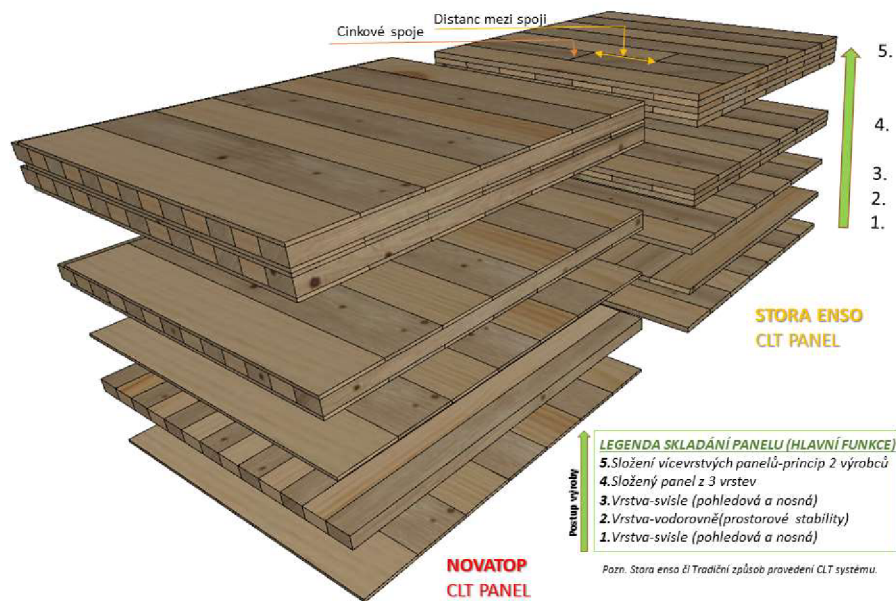 Distanc mezi spoji
Cinkové spoje
5.
4.
3.
2.
1.
STORA ENSO
CLT PANEL
Postup výroby
LEGENDA SKLADÁNÍ PANELU (HLAVNÍ FUNKCE)
5.Složení vícevrstvých panelů-princip 2 výrobců
4.Složený panel z 3 vrstev
3.Vrstva-svisle (pohledová a nosná)
2.Vrstva-vodorovně(prostorové stability)
1.Vrstva-svisle (pohledová a nosná)
NOVATOP
CLT PANEL
Pozn. Stora enso či Tradiční způsob provedení CLT systému.